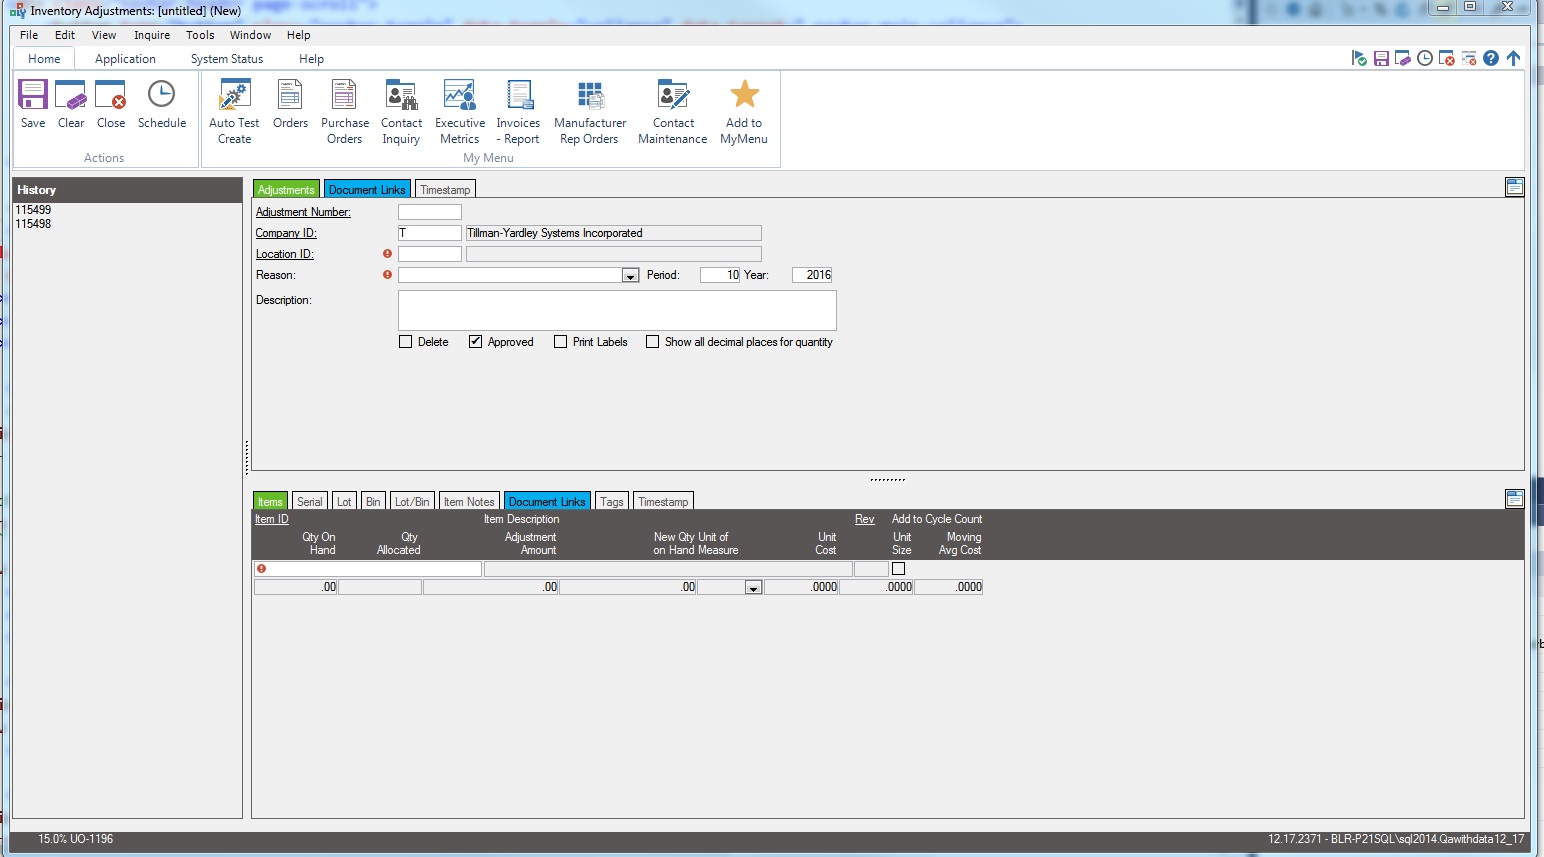 Inventory Adjustments: [untitled] (New)
File Edit View Inquire Tools Window Help
Home Application System Status Help
Save Clear Close Schedule
Actions
Auto Test Create Orders Purchase Orders Contact Inquiry Executive Metrics Invoices - Report Manufacturer Rep Orders Contact Maintenance Add to MyMenu
My Menu
History
115499
115498
Adjustments Document Links Timestamp
Adjustment Number:
Company ID: T Tillman-Yardley Systems Incorporated
Location ID:
Reason: Period: 10 Year: 2016
Description:
Delete Approved Print Labels Show all decimal places for quantity
Items Serial Lot Bin Lot/Bin Item Notes Document Links Tags Timestamp
Item ID Item Description Rev Add to Cycle Count
Qty On Hand Qty Allocated Adjustment Amount New Qty on Hand Unit of Measure Unit Cost Unit Size Moving Avg Cost
.00 .00 .00 .0000 .0000 .0000
15.0% UO-1196
12.17.2371 - BLR-P21SQL\sql2014.Qawithdata12_17